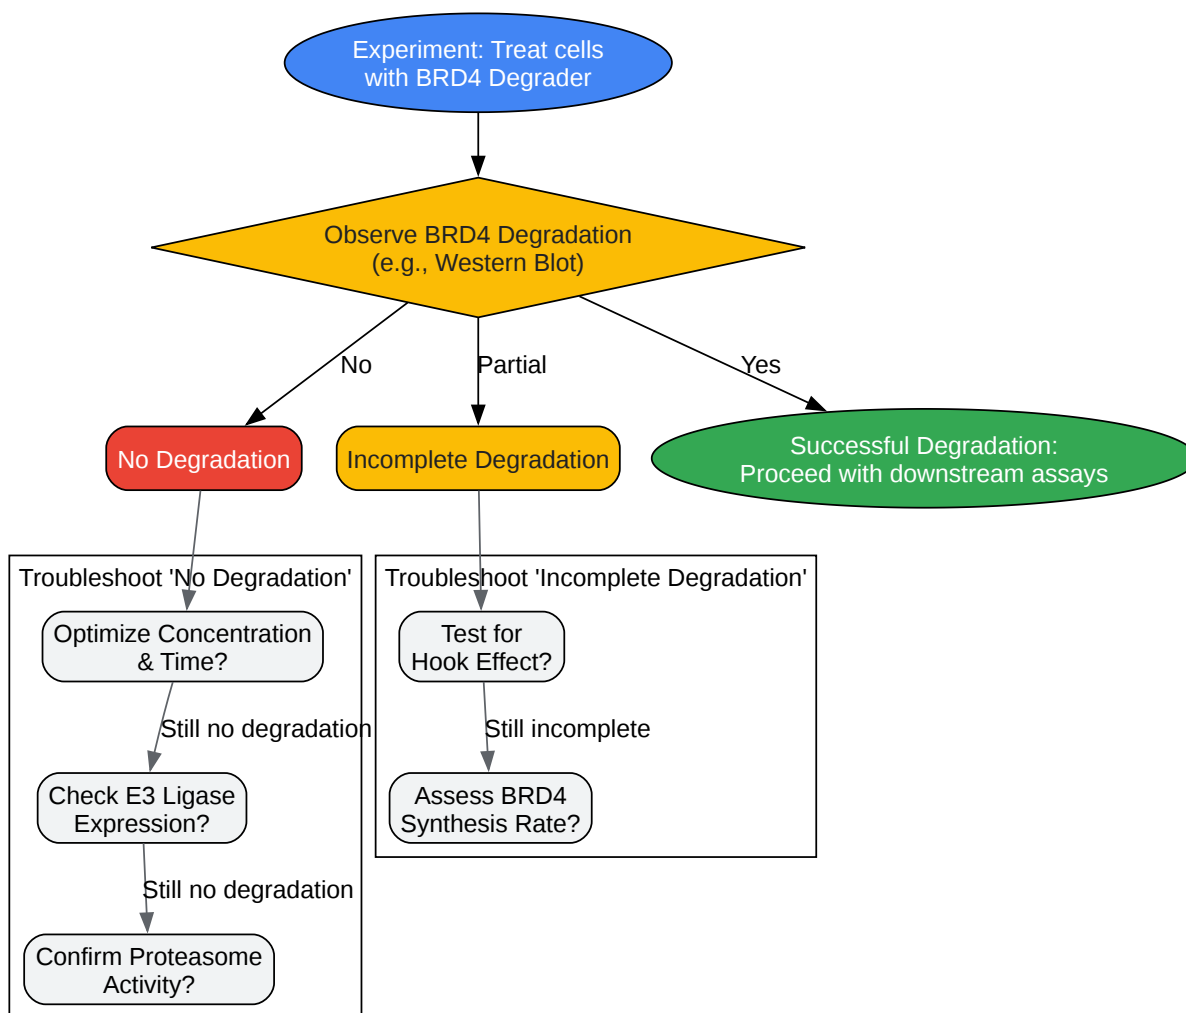 Experiment: Treat cells
with BRD4 Degrader
Observe BRD4 Degradation
(e.g., Western Blot)
No
Partial
Yes
No Degradation
Incomplete Degradation
Successful Degradation:
Proceed with downstream assays
Troubleshoot 'No Degradation'
Optimize Concentration
& Time?
Still no degradation
Check E3 Ligase
Expression?
Still no degradation
Confirm Proteasome
Activity?
Troubleshoot 'Incomplete Degradation'
Test for
Hook Effect?
Still incomplete
Assess BRD4
Synthesis Rate?